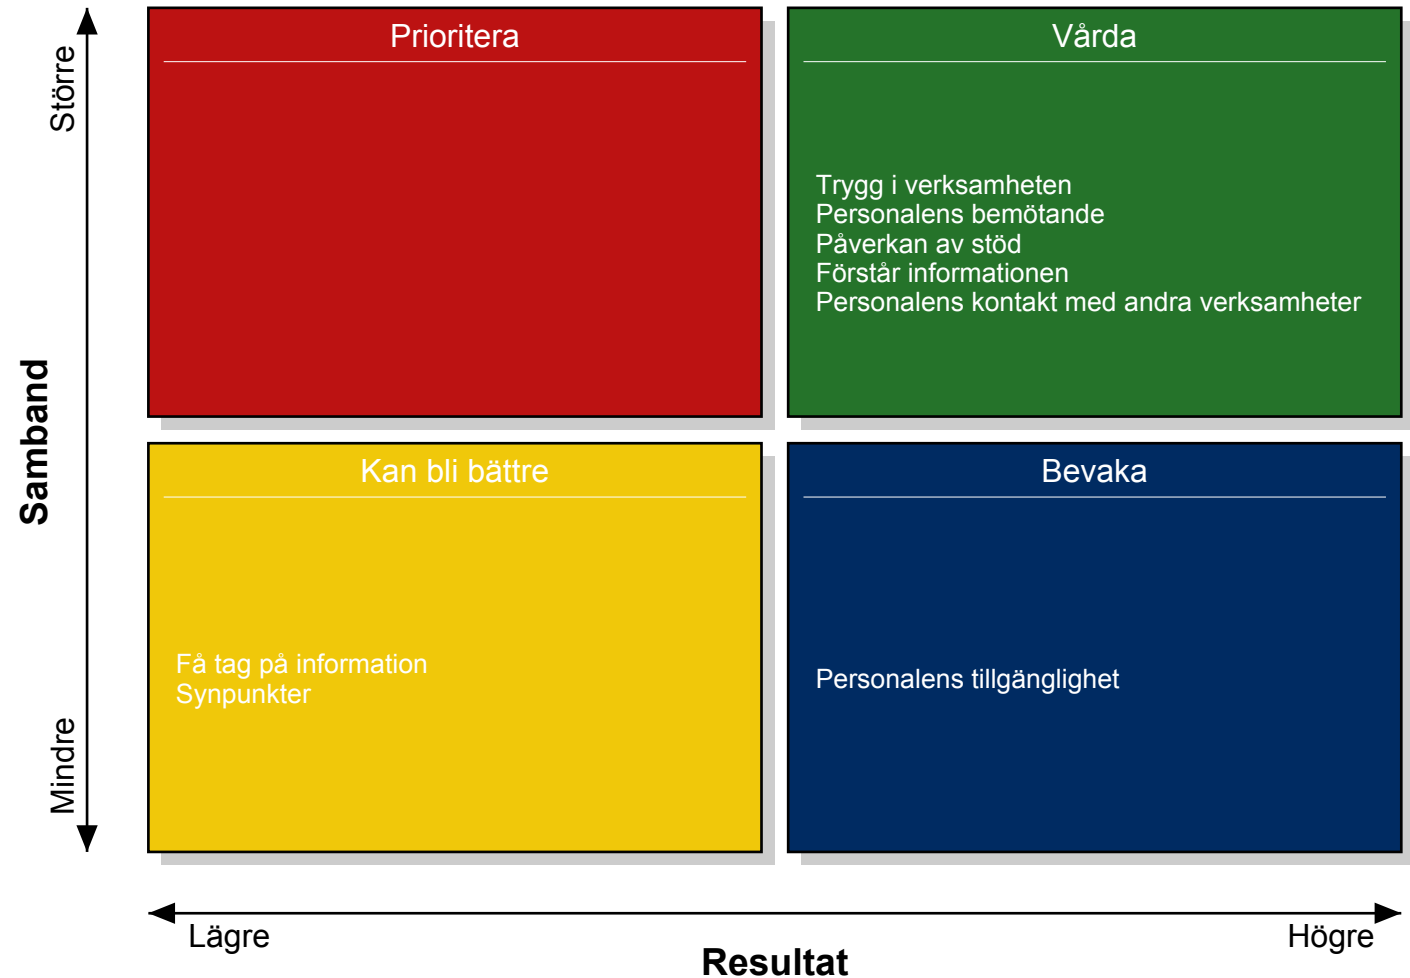 Större
Mindre
Samband
Prioritera
Vårda
Trygg i verksamheten
Personalens bemötande
Påverkan av stöd
Förstår informationen
Personalens kontakt med andra verksamheter
Kan bli bättre
Få tag på information
Synpunkter
Bevaka
Personalens tillgänglighet
Lägre
Högre
Resultat